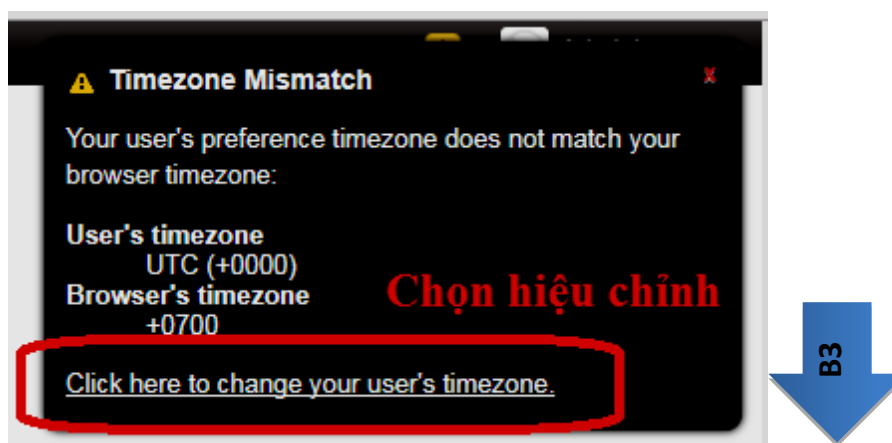 Timezone Mismatch
x
Your user's preference timezone does not match your
browser timezone:
User's timezone
UTC (+0000)
Browser's timezone
+0700
Chọn hiệu chỉnh
Click here to change your user's timezone.
B3